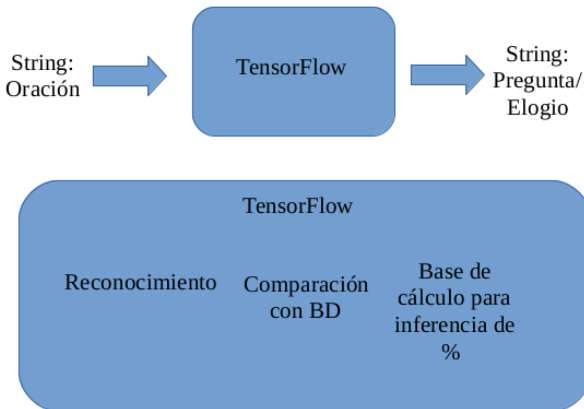 String:
Oración
TensorFlow
String:
Pregunta/
Elogio
TensorFlow
Reconocimiento
Comparación
con BD
Base de
cálculo para
inferencia de
%